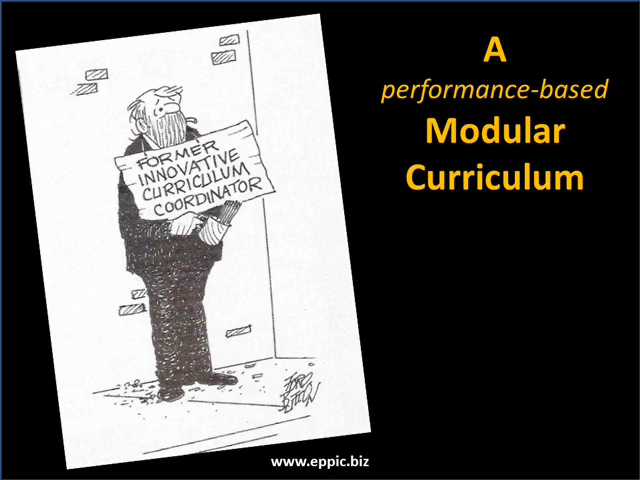 A
performance-based
Modular
Curriculum
FORMER
INNOVATIVE
CURRICULUM
COORDINATOR
www.eppic.biz